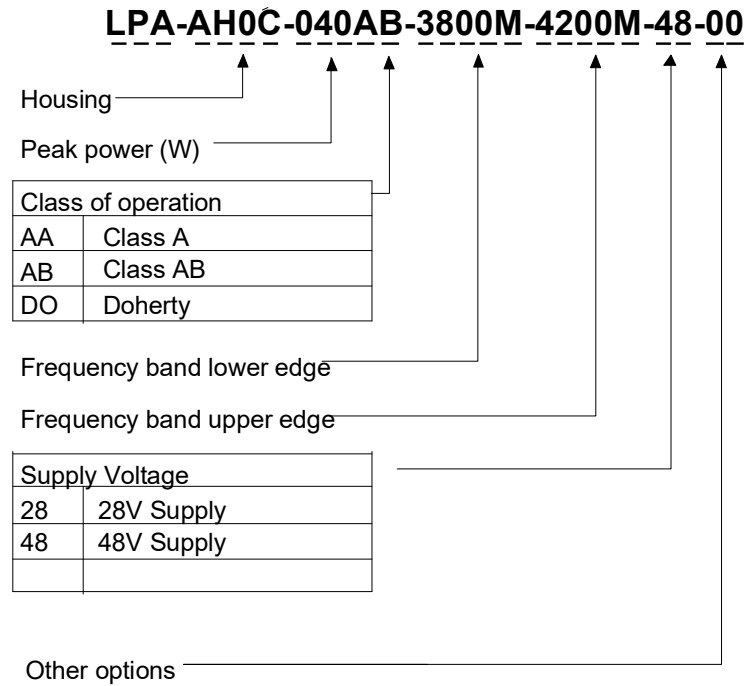 LPA-AH0C-040AB-3800M-4200M-48-00
Housing
Peak power (W)
Class of operation
AA Class A
AB Class AB
DO Doherty
Frequency band lower edge
Frequency band upper edge
Supply Voltage
28 28V Supply
48 48V Supply
Other options